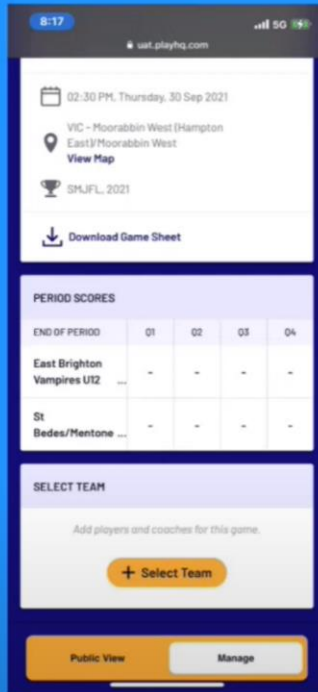 8:17
5G
uat.playhq.com
02:30 PM, Thursday, 30 Sep 2021
VIC - Moorabbin West (Hampton
East)/Moorabbin West
View Map
SMJFL, 2021
Download Game Sheet
PERIOD SCORES
END OF PERIOD Q1 Q2 Q3 Q4
East Brighton
Vampires U12 ... - - - -
St
Bedes/Mentone ... - - - -
SELECT TEAM
Add players and coaches for this game.
+ Select Team
Public View Manage